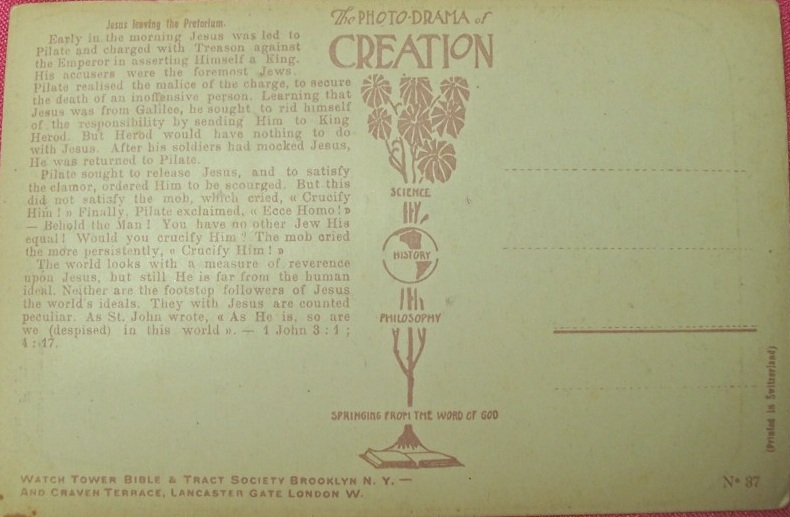 Jesus leaving the Pretorium.
Early in the morning Jesus was led to
Pilate and charged with Treason against
the Emperor in asserting Himself a King.
His accusers were the foremost Jews.
Pilate realised the malice of the charge, to secure
the death of an inoffensive person. Learning that
Jesus was from Galilee, he sought to rid himself
of the responsibility by sending Him to King
Herod. But Herod would have nothing to do
with Jesus. After his soldiers had mocked Jesus,
He was returned to Pilate.
Pilate sought to release Jesus, and to satisfy
the clamor, ordered Him to be scourged. But this
did not satisfy the mob, which cried, « Crucify
Him ! » Finally, Pilate exclaimed, « Ecce Homo ! »
— Behold the Man ! You have no other Jew His
equal ! Would you crucify Him ? The mob cried
the more persistently, « Crucify Him ! »
The world looks with a measure of reverence
upon Jesus, but still He is far from the human
ideal. Neither are the footstep followers of Jesus
the world's ideals. They with Jesus are counted
peculiar. As St. John wrote, « As He is, so are
we (despised) in this world ». — 1 John 3 : 1 ;
4 : 17.
WATCH TOWER BIBLE & TRACT SOCIETY BROOKLYN N. Y. —
AND CRAVEN TERRACE, LANCASTER GATE LONDON W.
The PHOTO-DRAMA of
CREATION
SCIENCE
HISTORY
PHILOSOPHY
SPRINGING FROM THE WORD OF GOD
(Printed in Switzerland)
N° 37